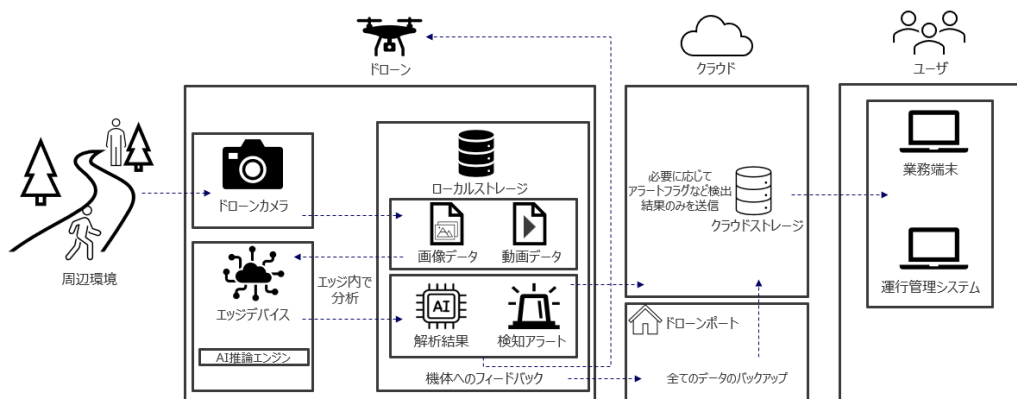 ドローン
クラウド
ユーザ
周辺環境
ドローンカメラ
エッジデバイス
AI推論エンジン
エッジ内で
分析
ローカルストレージ
画像データ
動画データ
AI
解析結果
検知アラート
機体へのフィードバック
必要に応じて
アラートフラグなど検出
結果のみを送信
クラウドストレージ
ドローンポート
全てのデータのバックアップ
業務端末
運行管理システム